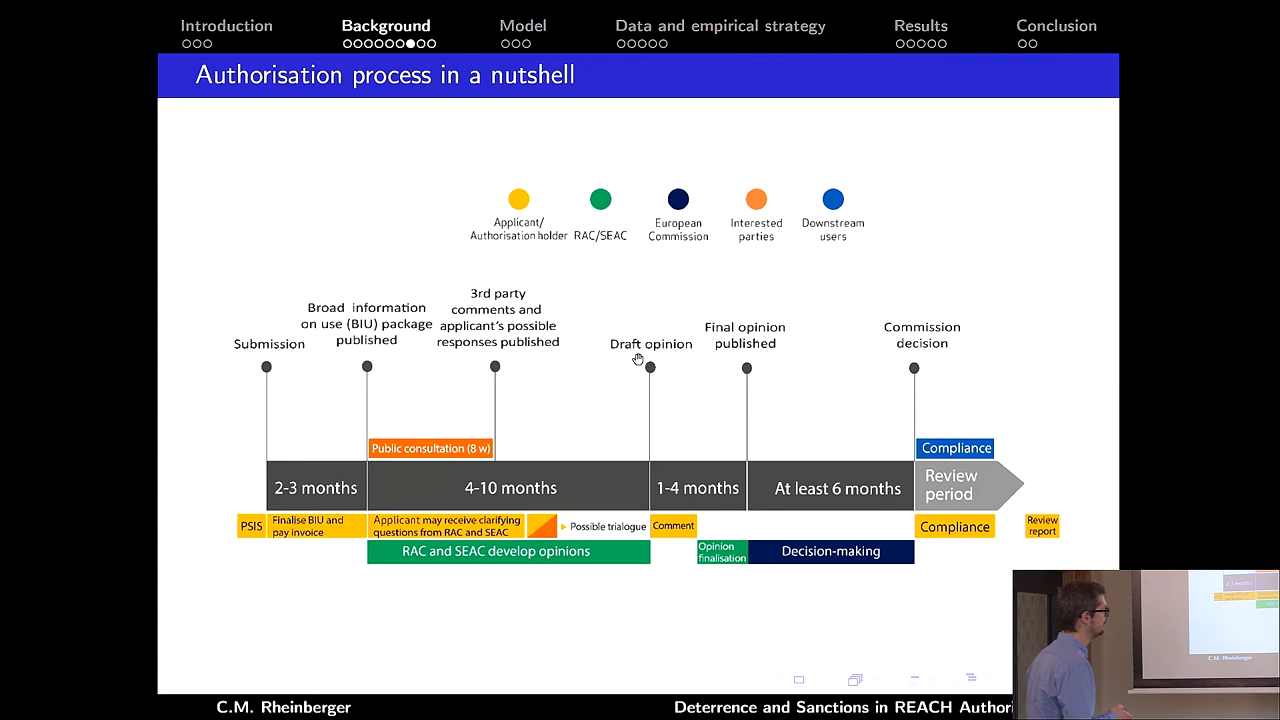 Introduction
Background
Model
Data and empirical strategy
Results
Conclusion
Authorisation process in a nutshell
Applicant/
Authorisation holder
RAC/SEAC
European
Commission
Interested
parties
Downstream
users
Submission
Broad information
on use (BIU) package
published
3rd party
comments and
applicant's possible
responses published
Draft opinion
Final opinion
published
Commission
decision
Public consultation (8 w)
Compliance
2-3 months
4-10 months
1-4 months
At least 6 months
Review
period
PSIS
Finalise BIU and
pay invoice
Applicant may receive clarifying
questions from RAC and SEAC
Possible trialogue
Comment
Compliance
Review
report
RAC and SEAC develop opinions
Opinion
finalisation
Decision-making
C.M. Rheinberger
Deterrence and Sanctions in REACH Authori
2-3 months
C.M. Rheinberger